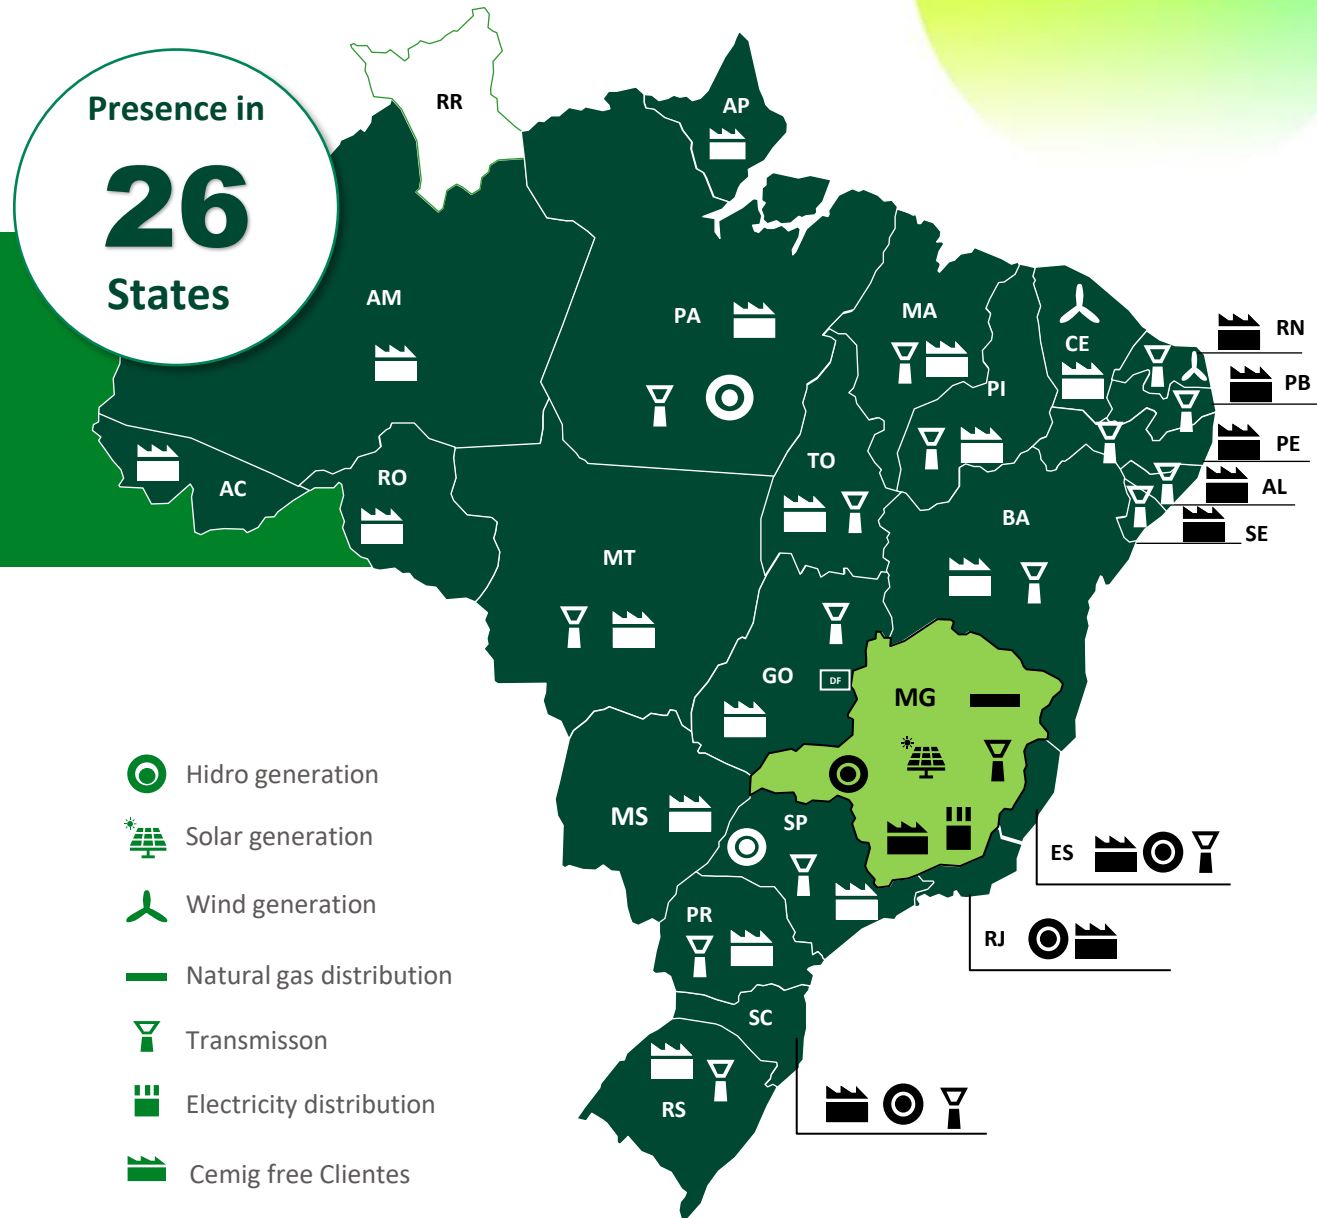 Presence in
26
States
RR
AP
AM
PA
MA
CE
RN
PI
PB
PE
TO
AL
RO
AC
BA
SE
MT
GO
DF
MG
MS
SP
ES
PR
RJ
SC
RS
Hidro generation
Solar generation
Wind generation
Natural gas distribution
Transmisson
Electricity distribution
Cemig free Clientes